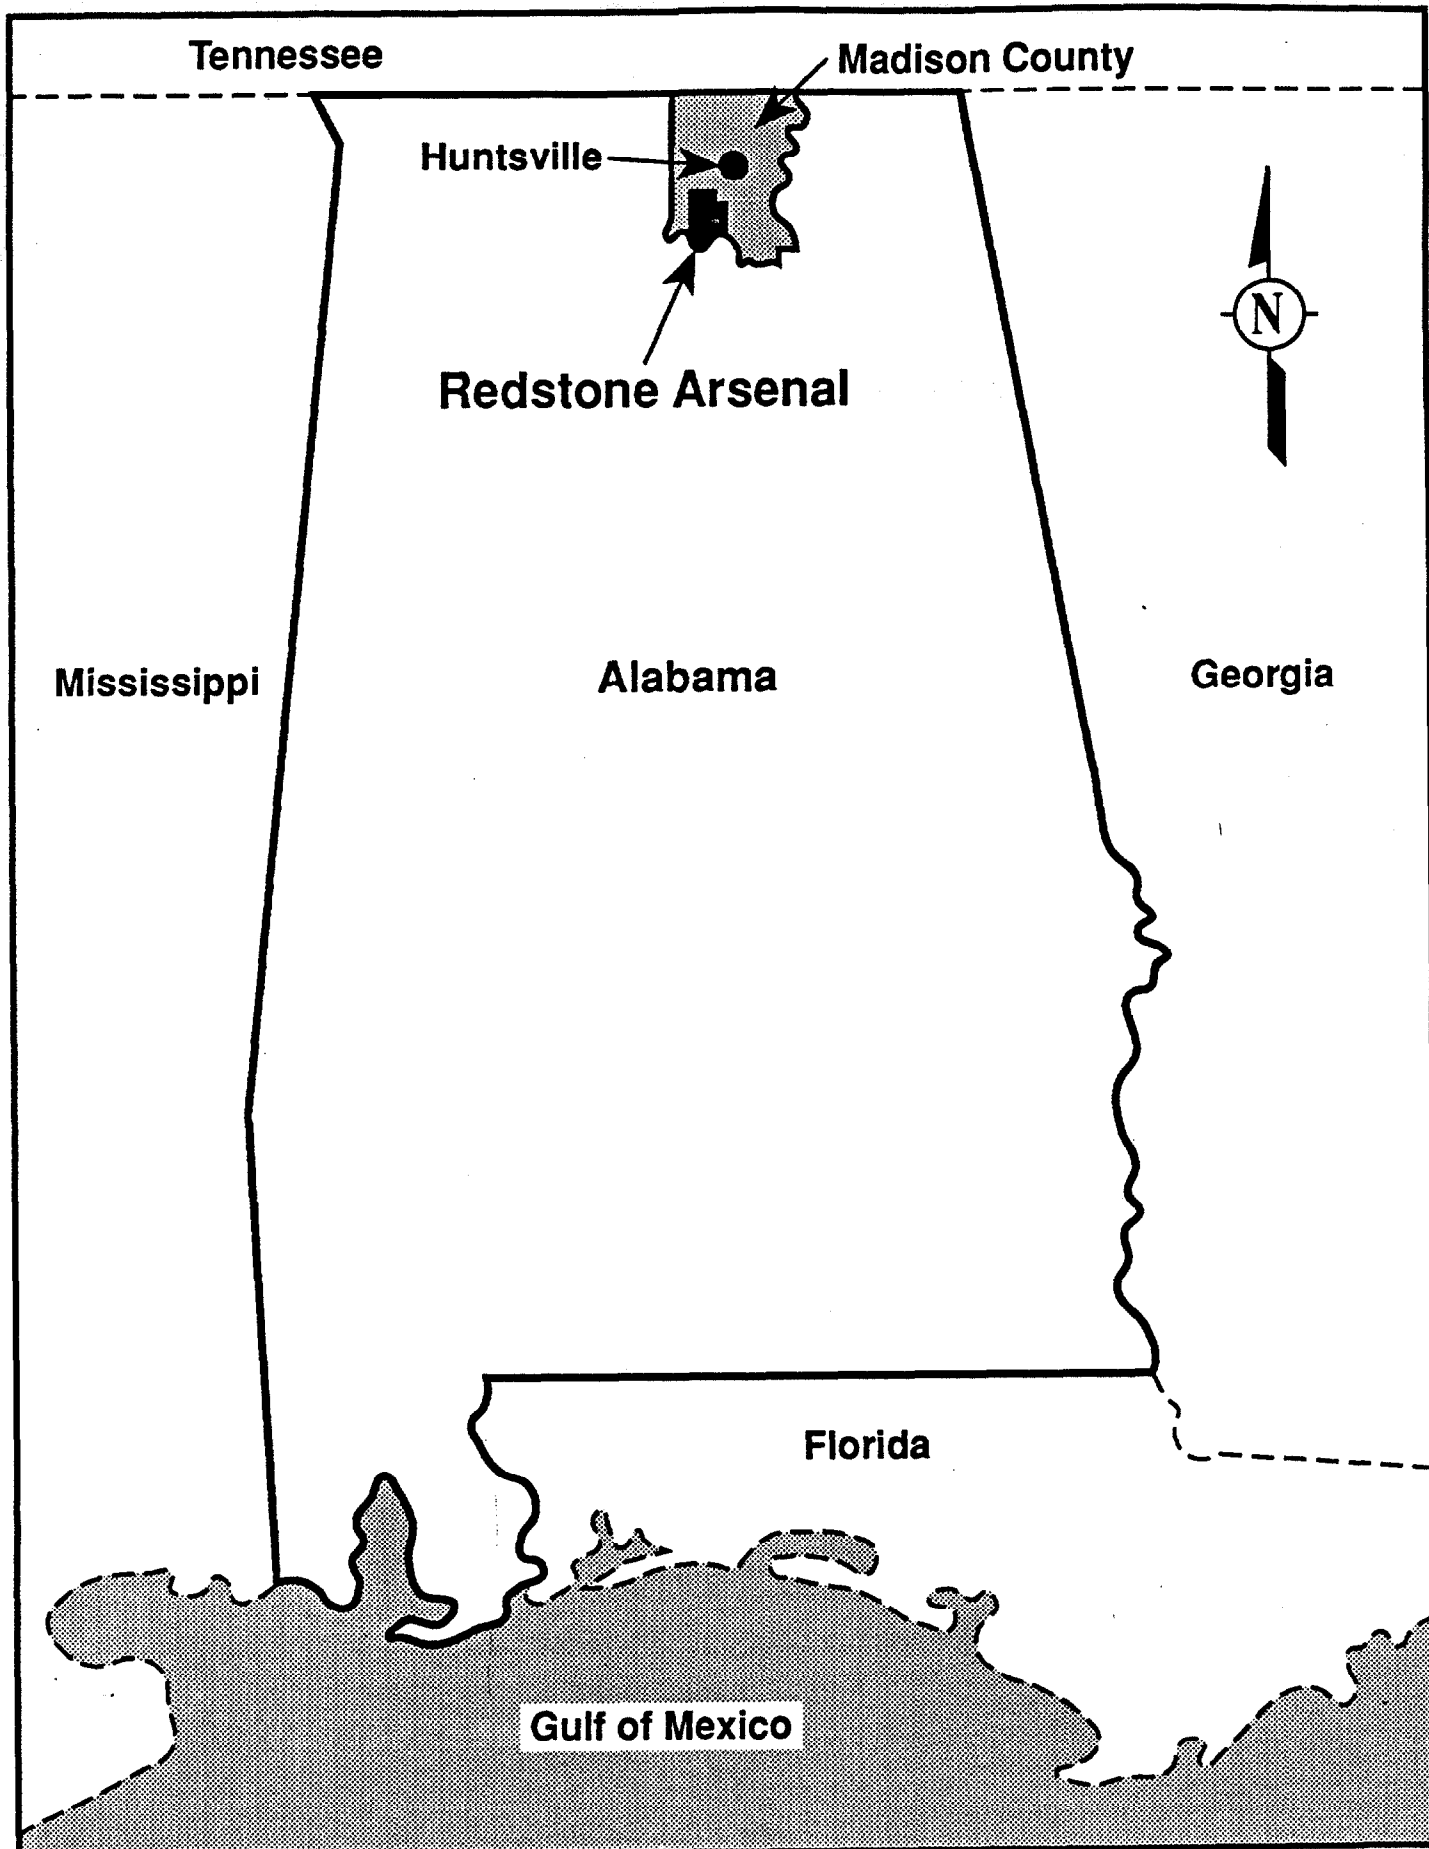 Tennessee
Madison County
Huntsville
N
Redstone Arsenal
Mississippi
Alabama
Georgia
Florida
Gulf of Mexico